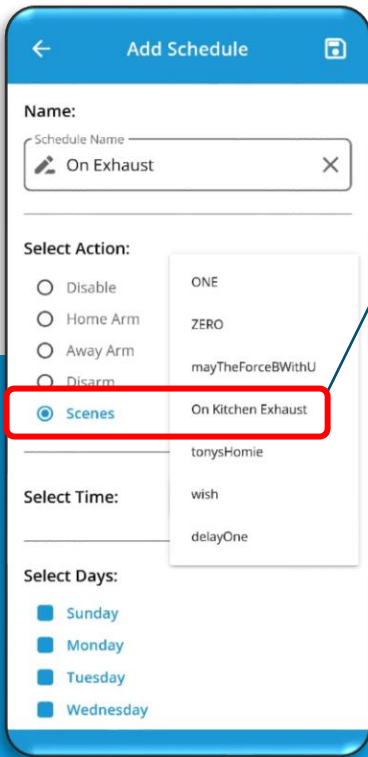 Add Schedule
Name:
Schedule Name
On Exhaust
Select Action:
Disable
Home Arm
Away Arm
Disarm
Scenes
ONE
ZERO
mayTheForceBWithU
On Kitchen Exhaust
tonysHomie
wish
delayOne
Select Time:
Select Days:
Sunday
Monday
Tuesday
Wednesday